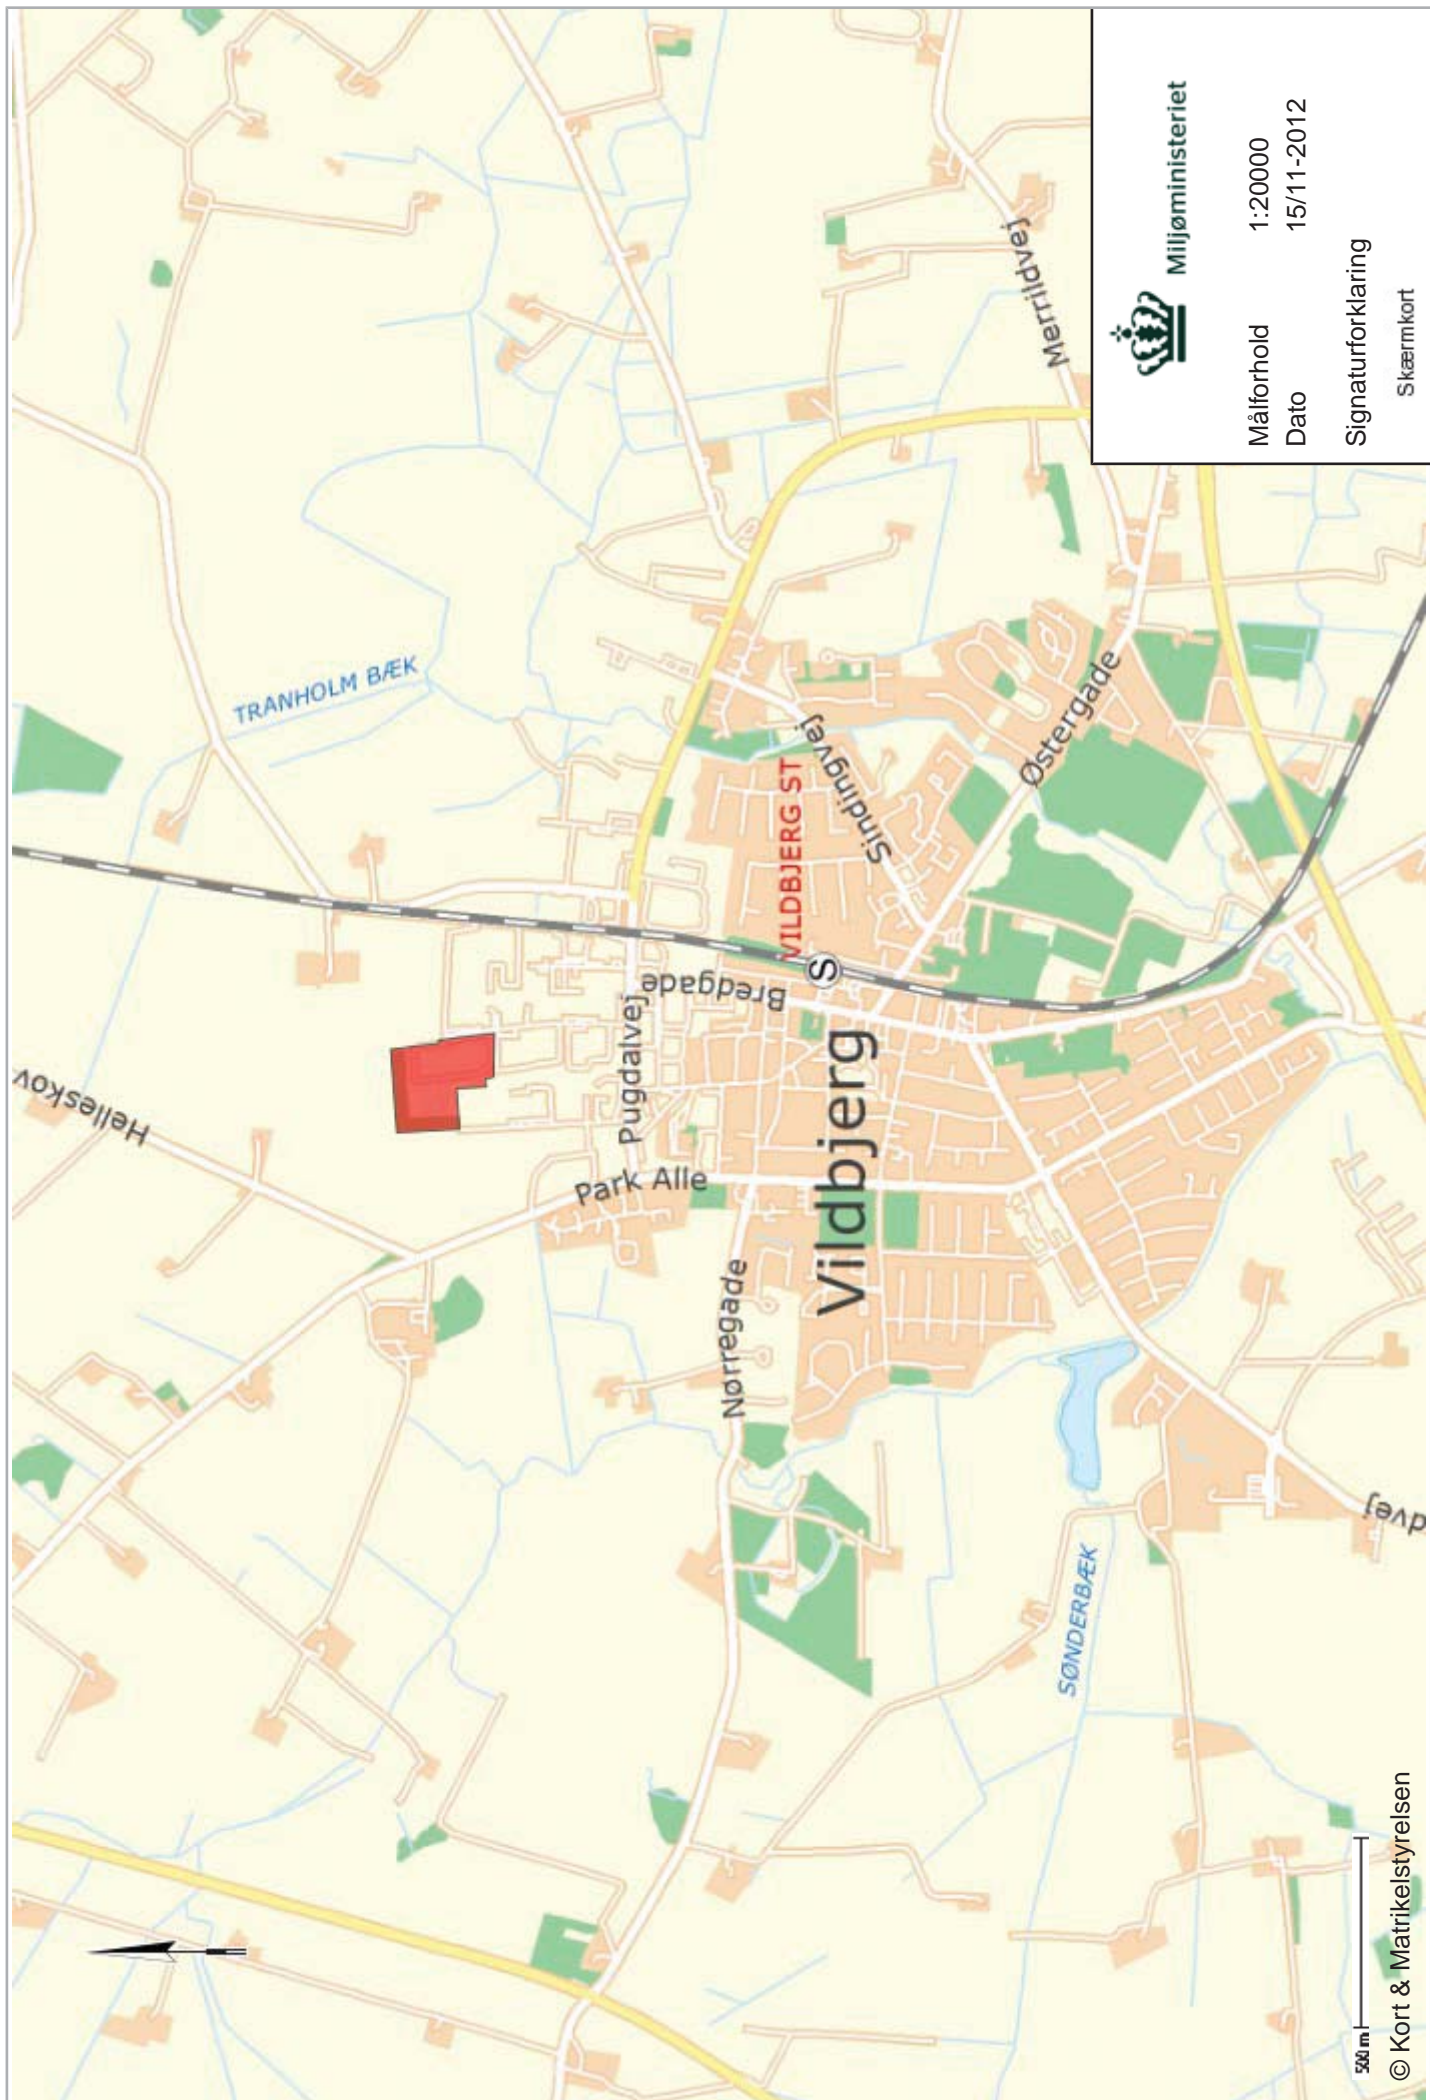 Helleskov
TRANHOLM BÆK
Pugdalvej
Bredgade
Park Alle
Nørregade
VILDBJERG ST
S
Vildbjerg
Sindingvej
Østergade
Merrildvej
SØNDERBÆK
dvej
Miljøministeriet
Målforhold 1:20000
Dato 15/11-2012
Signaturforklaring
Skærmkort
500 m
© Kort & Matrikelstyrelsen